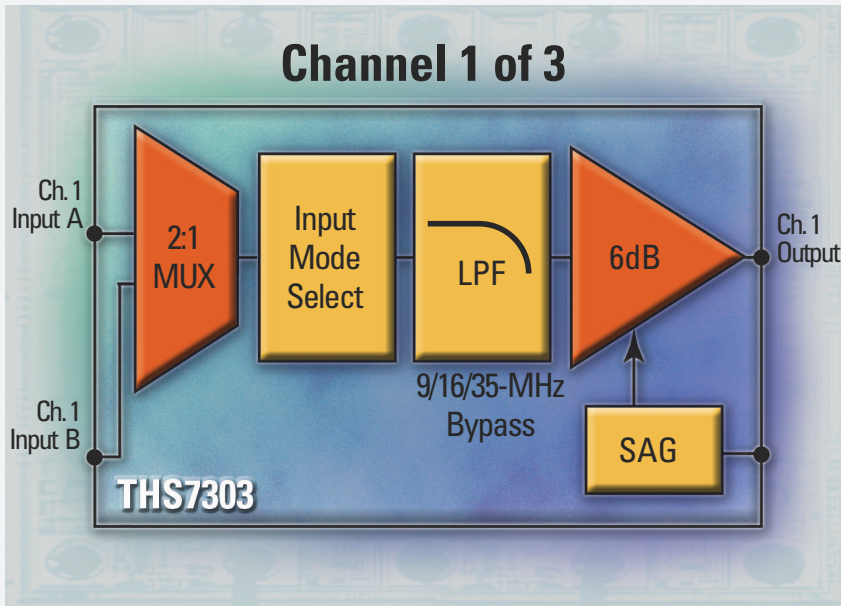 Channel 1 of 3
Ch. 1
Input A
2:1
MUX
Input
Mode
Select
LPF
6dB
Ch. 1
Output
9/16/35-MHz
Bypass
Ch. 1
Input B
SAG
THS7303